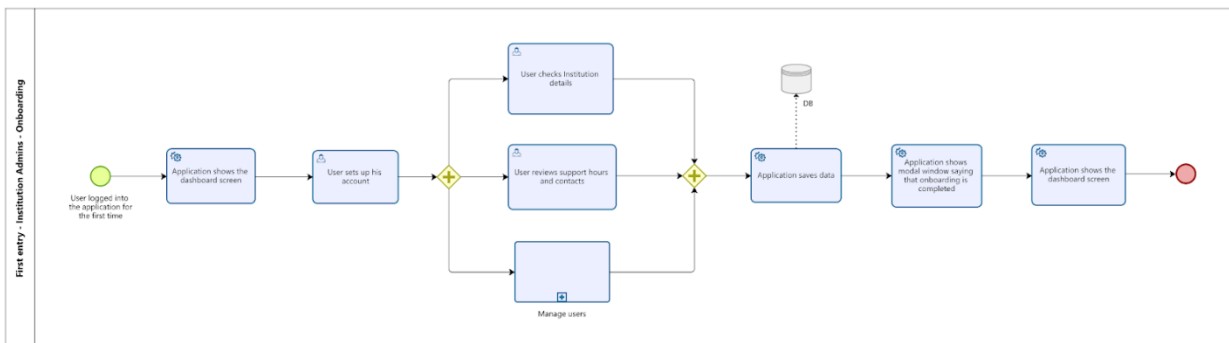 First entry - Institution Admins - Onboarding
User logged into
the application for
the first time
Application shows the
dashboard screen
User sets up his
account
User checks Institution
details
User reviews support
hours and contacts
Manage users
DB
Application saves data
Application shows
modal window saying
that onboarding is
completed
Application shows the
dashboard screen